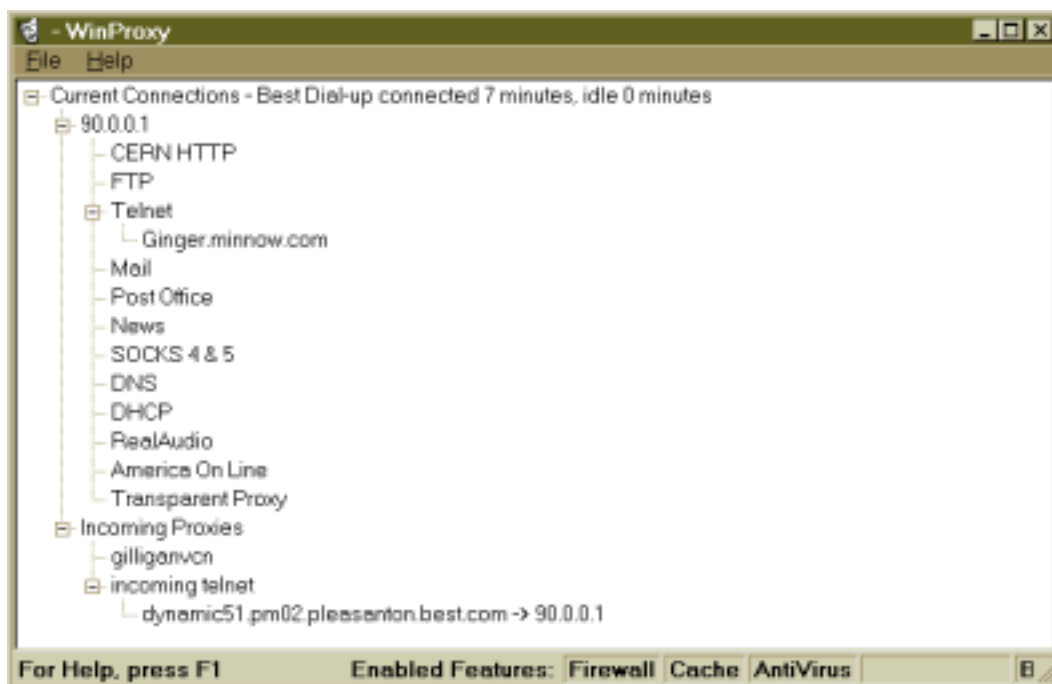 - WinProxy
File Help
Current Connections - Best Dial-up connected 7 minutes, idle 0 minutes
90.0.0.1
CERN HTTP
FTP
Telnet
Ginger.minnow.com
Mail
Post Office
News
SOCKS 4 & 5
DNS
DHCP
RealAudio
America On Line
Transparent Proxy
Incoming Proxies
gilliganvcn
incoming telnet
dynamic51.pm02.pleasanton.best.com -> 90.0.0.1
For Help, press F1 Enabled Features: Firewall Cache AntiVirus